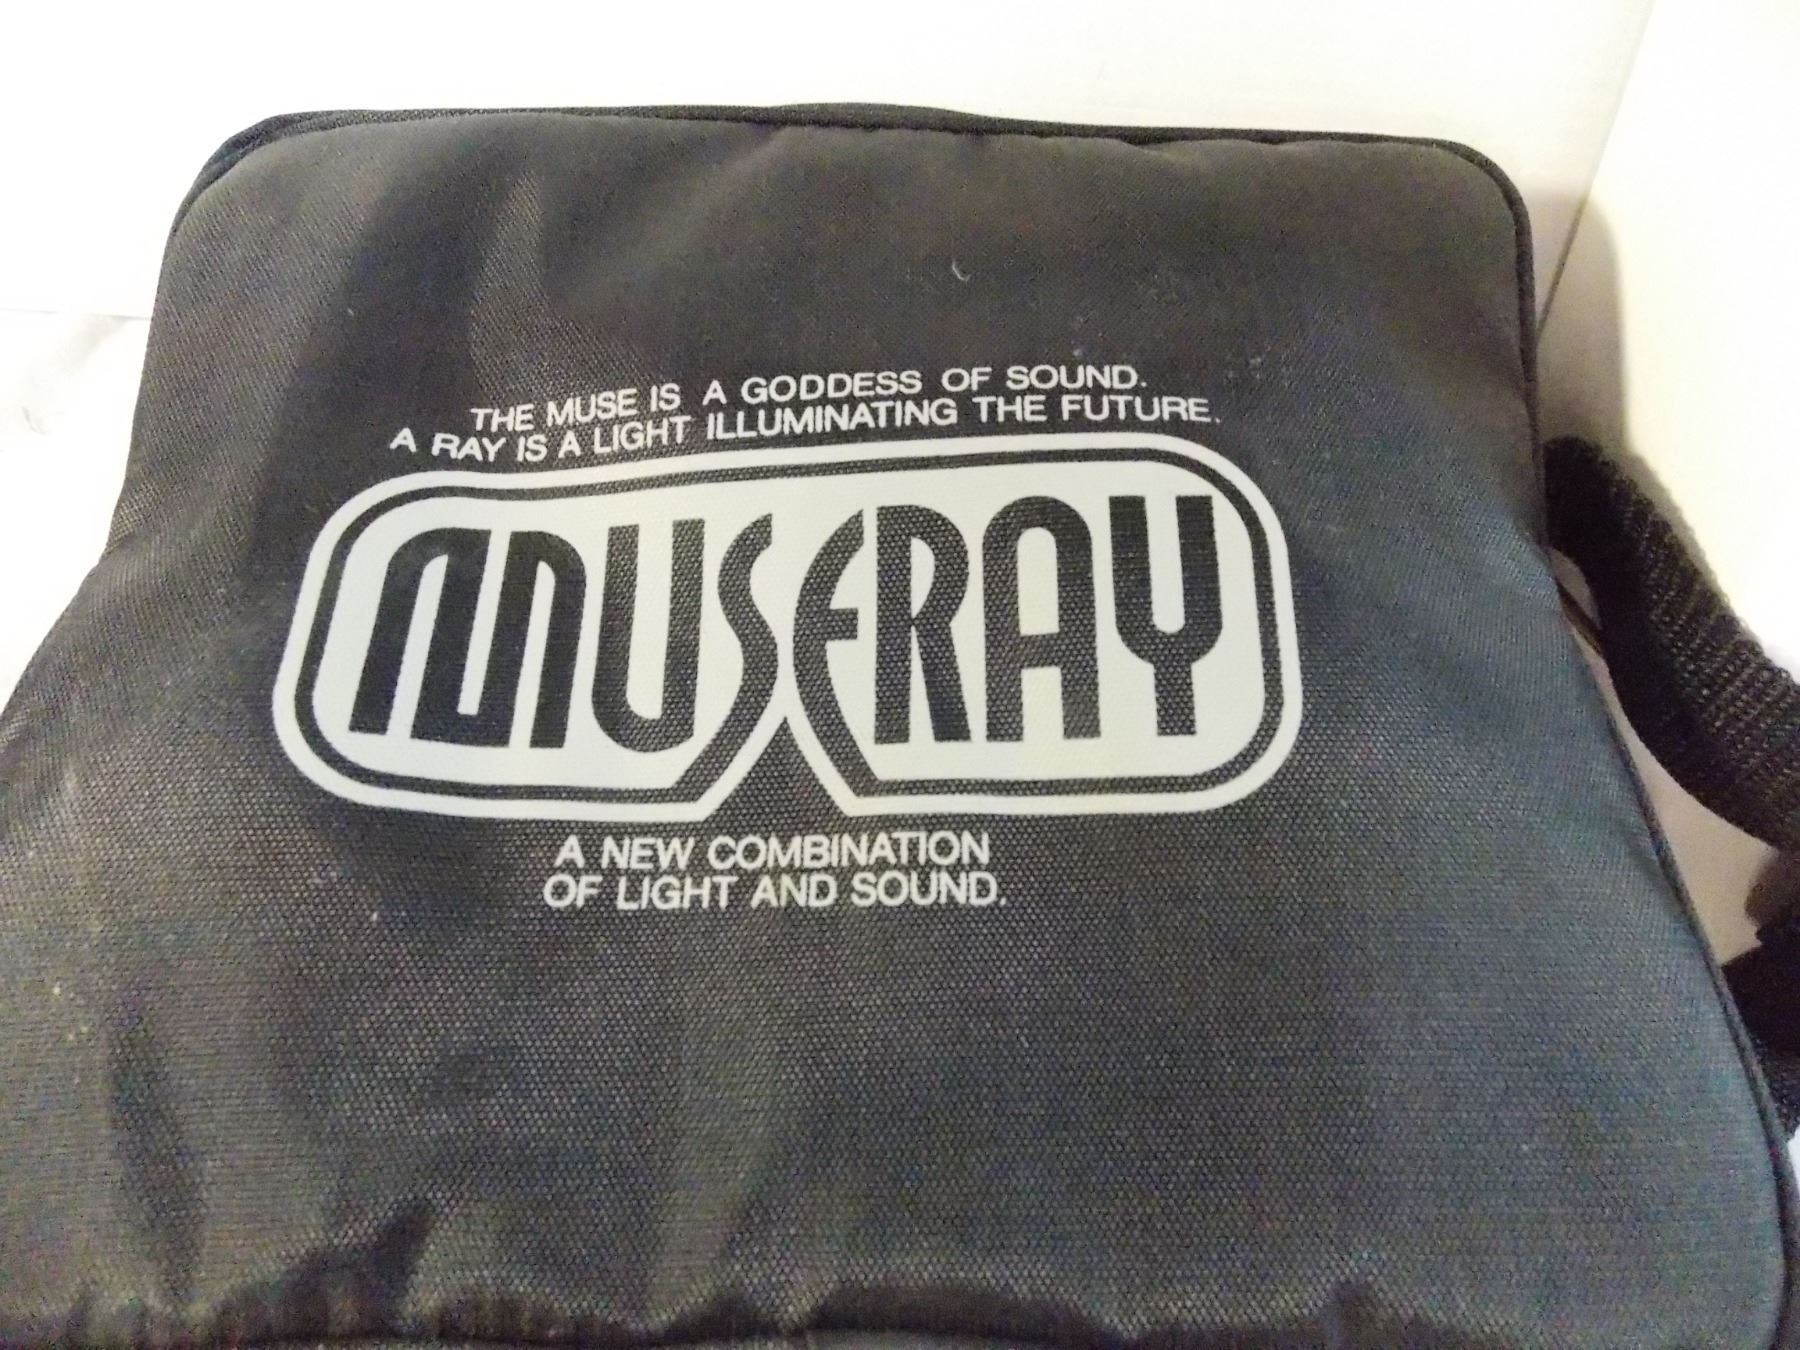 THE MUSE IS A GODDESS OF SOUND.
A RAY IS A LIGHT ILLUMINATING THE FUTURE.
MUSERAY
A NEW COMBINATION
OF LIGHT AND SOUND.